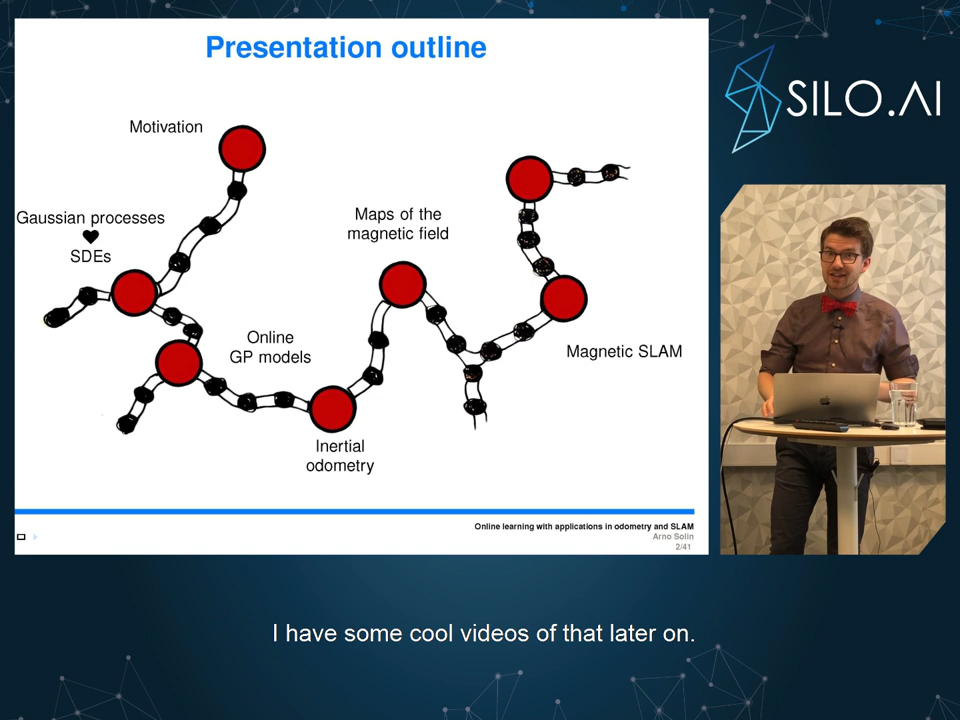 Presentation outline
SILO.AI
Motivation
Gaussian processes
♥
SDEs
Maps of the
magnetic field
Online
GP models
Magnetic SLAM
Inertial
odometry
Online learning with applications in odometry and SLAM
Arno Solin
2/41
I have some cool videos of that later on.